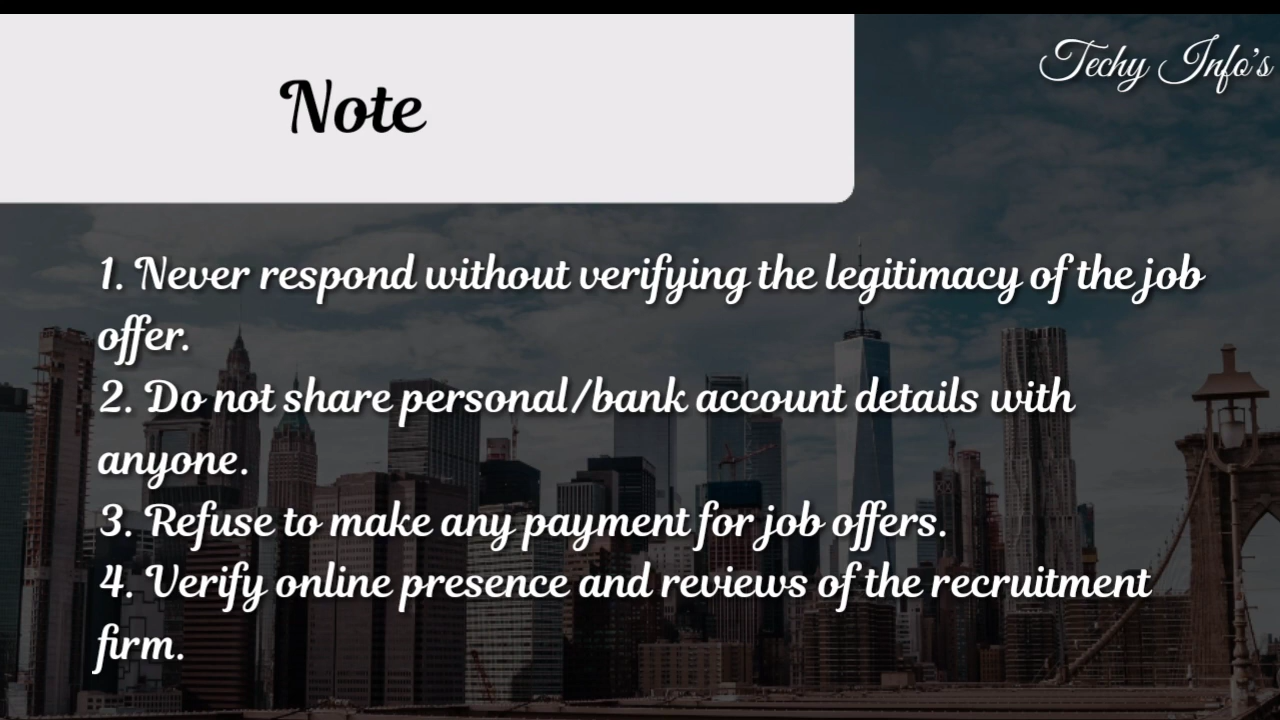 Techy Info's
Note
1. Never respond without verifying the legitimacy of the job
offer.
2. Do not share personal/bank account details with
anyone.
3. Refuse to make any payment for job offers.
4. Verify online presence and reviews of the recruitment
firm.